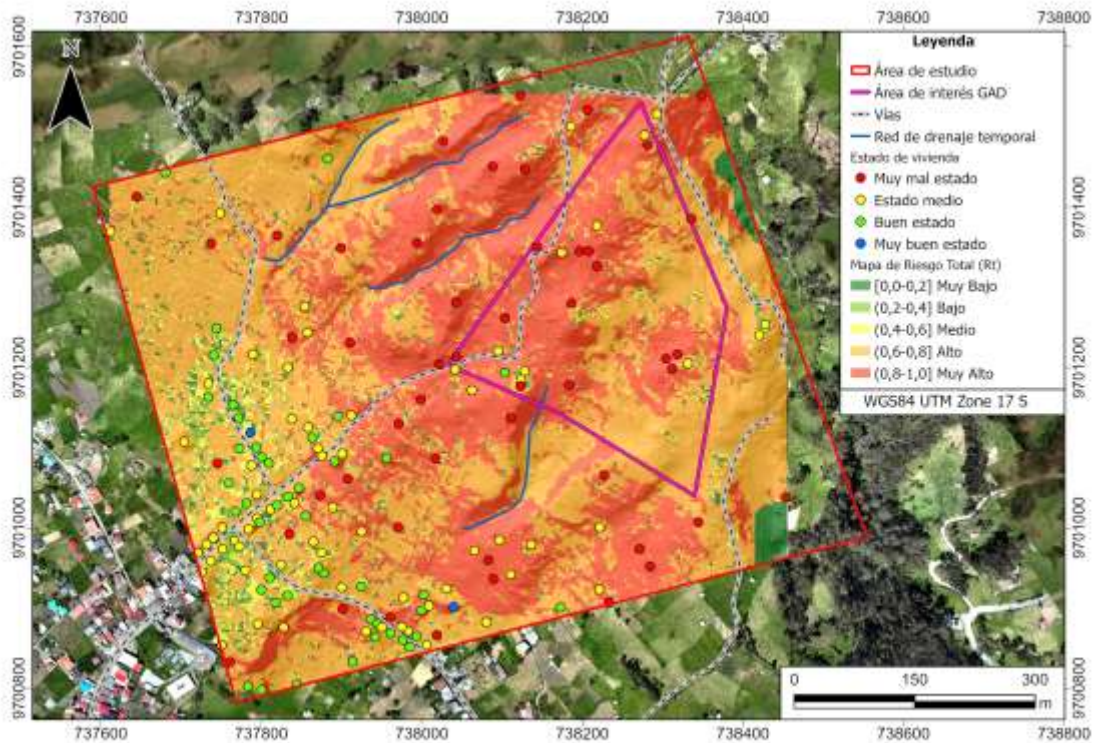 737600 737800 738000 738200 738400 738600 738800
9701600
9701400
9701200
9701000
9700800
N
Leyenda
Área de estudio
Área de interés GAD
Vías
Red de drenaje temporal
Estado de vivienda
Muy mal estado
Estado medio
Buen estado
Muy buen estado
Mapa de Riesgo Total (Rt)
[0,0-0,2] Muy Bajo
(0,2-0,4] Bajo
(0,4-0,6] Medio
(0,6-0,8] Alto
(0,8-1,0] Muy Alto
WGS84 UTM Zone 17 S
9701400
9701200
9701000
9700800
0 150 300
m
737600 737800 738000 738200 738400 738600 738800